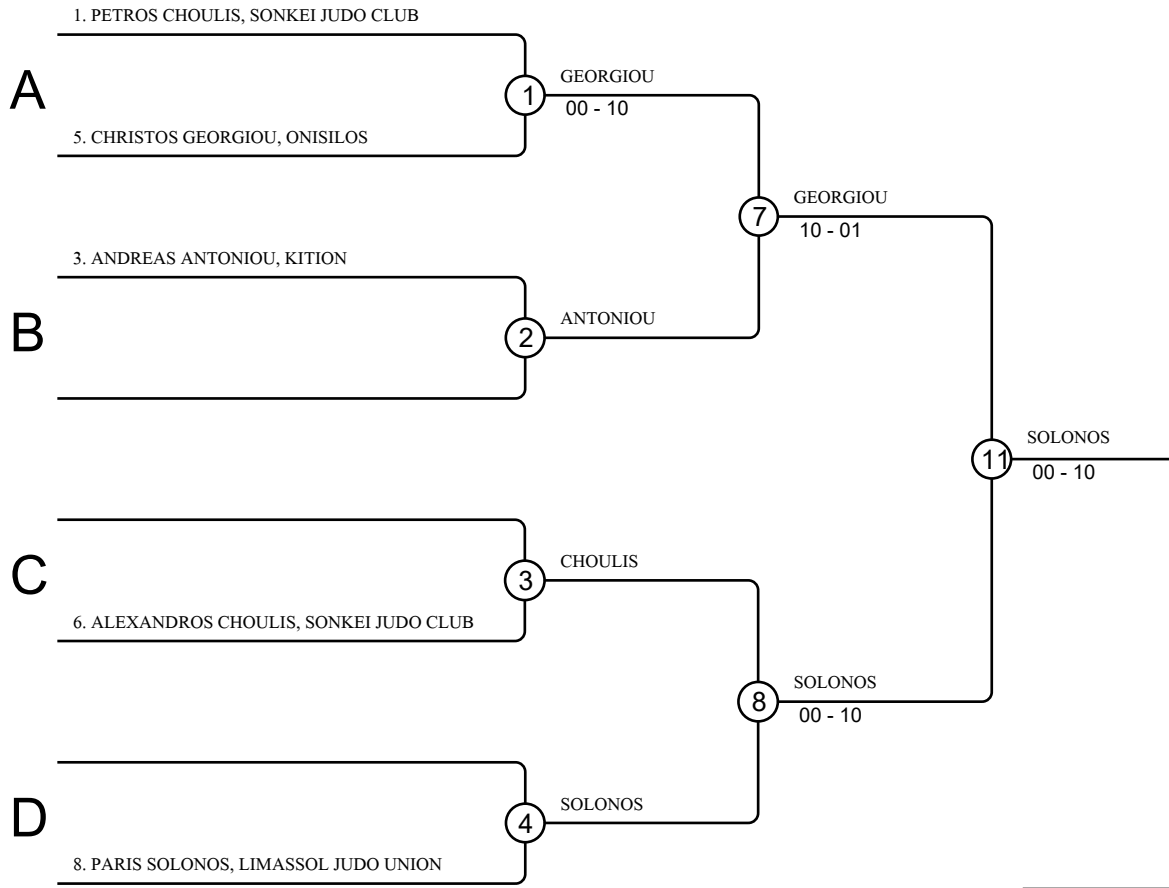 1. PETROS CHOULIS, SONKEI JUDO CLUB
A
1
GEORGIOU
00 - 10
5. CHRISTOS GEORGIOU, ONISILOS
7
GEORGIOU
10 - 01
3. ANDREAS ANTONIOU, KITION
B
2
ANTONIOU
11
SOLONOS
00 - 10
C
3
CHOULIS
6. ALEXANDROS CHOULIS, SONKEI JUDO CLUB
8
SOLONOS
00 - 10
D
4
SOLONOS
8. PARIS SOLONOS, LIMASSOL JUDO UNION